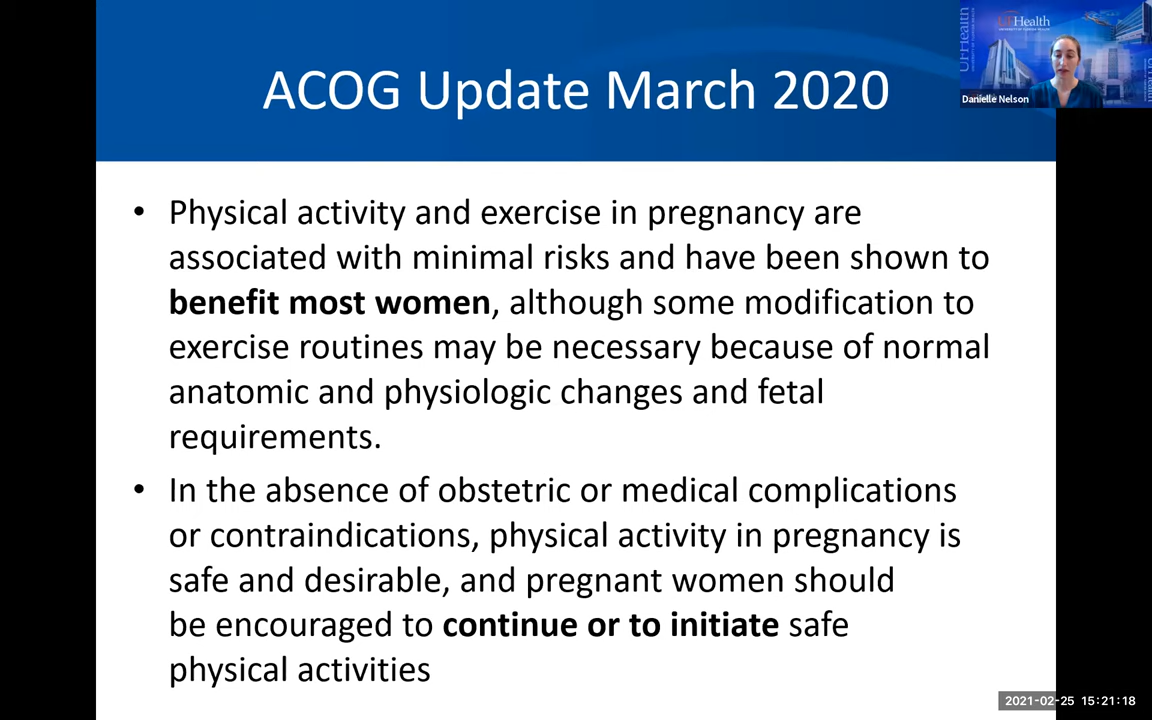 ACOG Update March 2020
UFHealth
UFHealth
Danielle Nelson
• Physical activity and exercise in pregnancy are
associated with minimal risks and have been shown to
benefit most women, although some modification to
exercise routines may be necessary because of normal
anatomic and physiologic changes and fetal
requirements.
• In the absence of obstetric or medical complications
or contraindications, physical activity in pregnancy is
safe and desirable, and pregnant women should
be encouraged to continue or to initiate safe
physical activities
2021-02-25 15:21:18